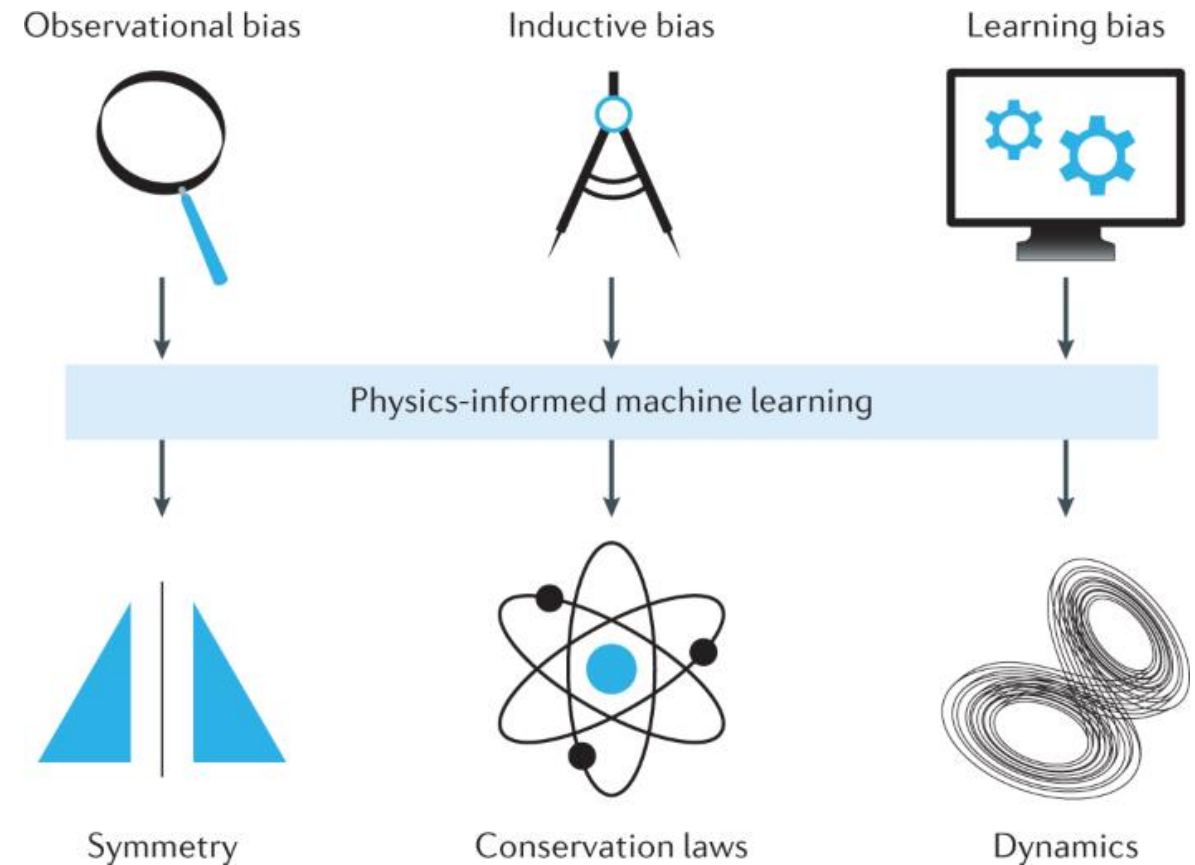 Observational bias
Inductive bias
Learning bias
Physics-informed machine learning
Symmetry
Conservation laws
Dynamics